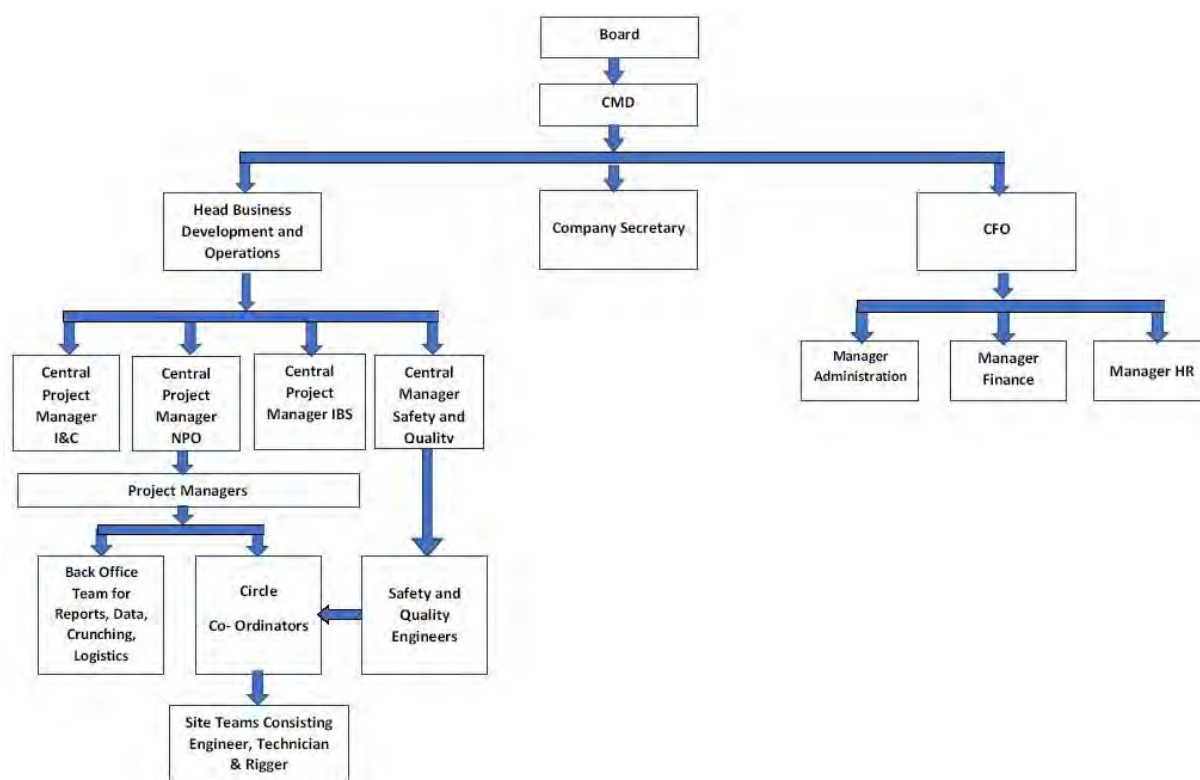 Board
CMD
Head Business
Development and
Operations
Company Secretary
CFO
Central
Project
Manager
I&C
Central
Project
Manager
NPO
Central
Project
Manager IBS
Central
Manager
Safety and
Quality
Manager
Administration
Manager
Finance
Manager HR
Project Managers
Back Office
Team for
Reports, Data,
Crunching,
Logistics
Circle
Co- Ordinators
Safety and
Quality
Engineers
Site Teams Consisting
Engineer, Technician
& Rigger